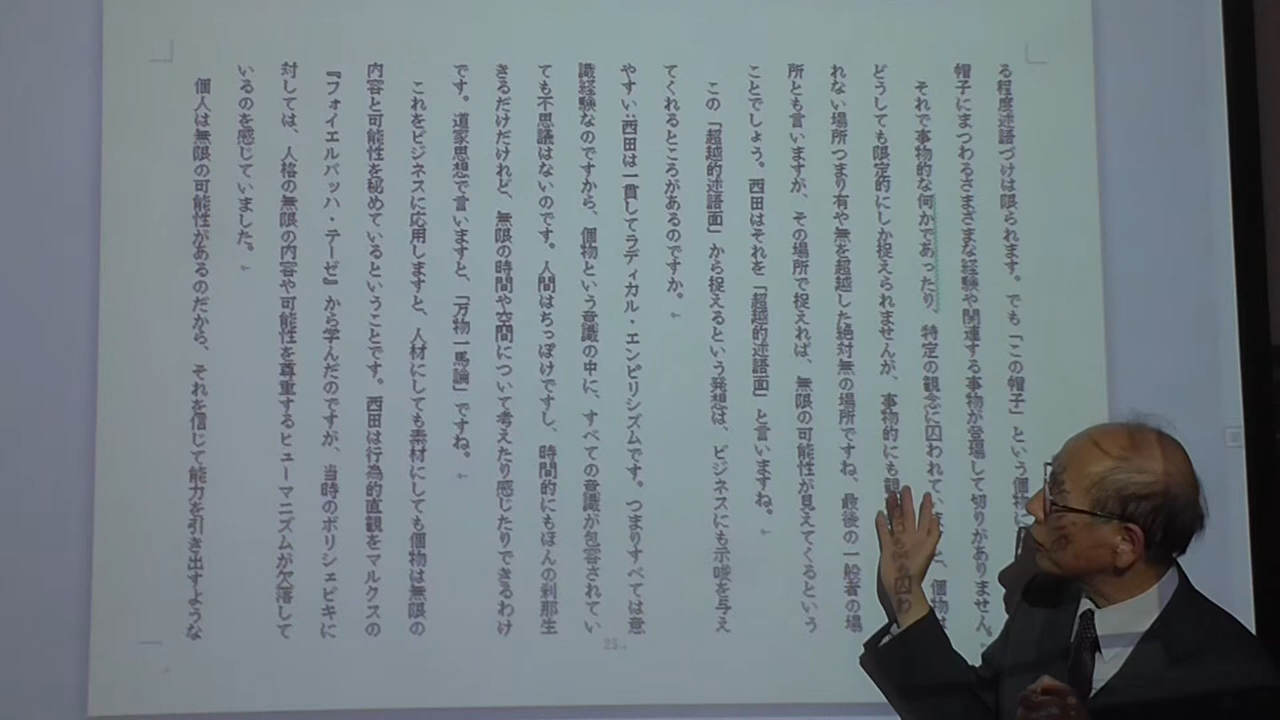 る程度述語づけは限られます。でも「この帽子」という個
帽子にまつわるさまざまな経験や関連する事物が登場して切りがありません。
それで事物的な何かであったり、特定の観念に囚われて、個物は
どうしても限定的にしか捉えられませんが、事物的にも観も囚わ
れない場所つまり有や無を超越した絶対無の場所ですね、最後の一般者の場
所とも言いますが、その場所で捉えれば、無限の可能性が見えてくるという
ことでしょう。西田はそれを「超越的述語面」と言いますね。
この「超越的述語面」から捉えるという発想は、ビジネスにも示唆を与え
てくれるところがあるのですか。
やすい:西田は一貫してラディカル・エンピリシズムです。つまりすべては意
識経験なのですから、個物という意識の中に、すべての意識が包容されてい
ても不思議はないのです。人間はちっぽけですし、時間的にもほんの刹那生
きるだけだけれど、無限の時間や空間について考えたり感じたりできるわけ
です。道家思想で言いますと、「万物一馬論」ですね。
これをビジネスに応用しますと、人材にしても素材にしても個物は無限の
内容と可能性を秘めているということです。西田は行為的直観をマルクスの
『フォイエルバッハ・テーゼ』から学んだのですが、当時のボリシェビキに
対しては、人格の無限の内容や可能性を尊重するヒューマニズムが欠落して
いるのを感じていました。
個人は無限の可能性があるのだから、それを信じて能力を引き出すような
25